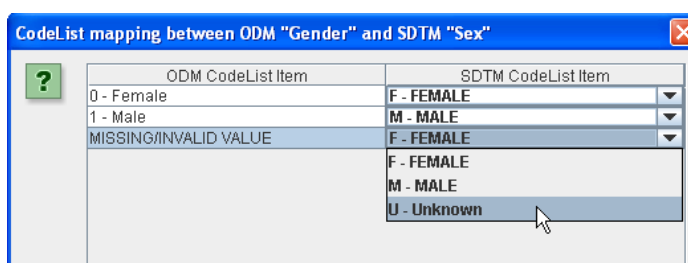 CodeList mapping between ODM "Gender" and SDTM "Sex"
?
ODM CodeList Item SDTM CodeList Item
0 - Female F - FEMALE
1 - Male M - MALE
MISSING/INVALID VALUE F - FEMALE
F - FEMALE
M - MALE
U - Unknown